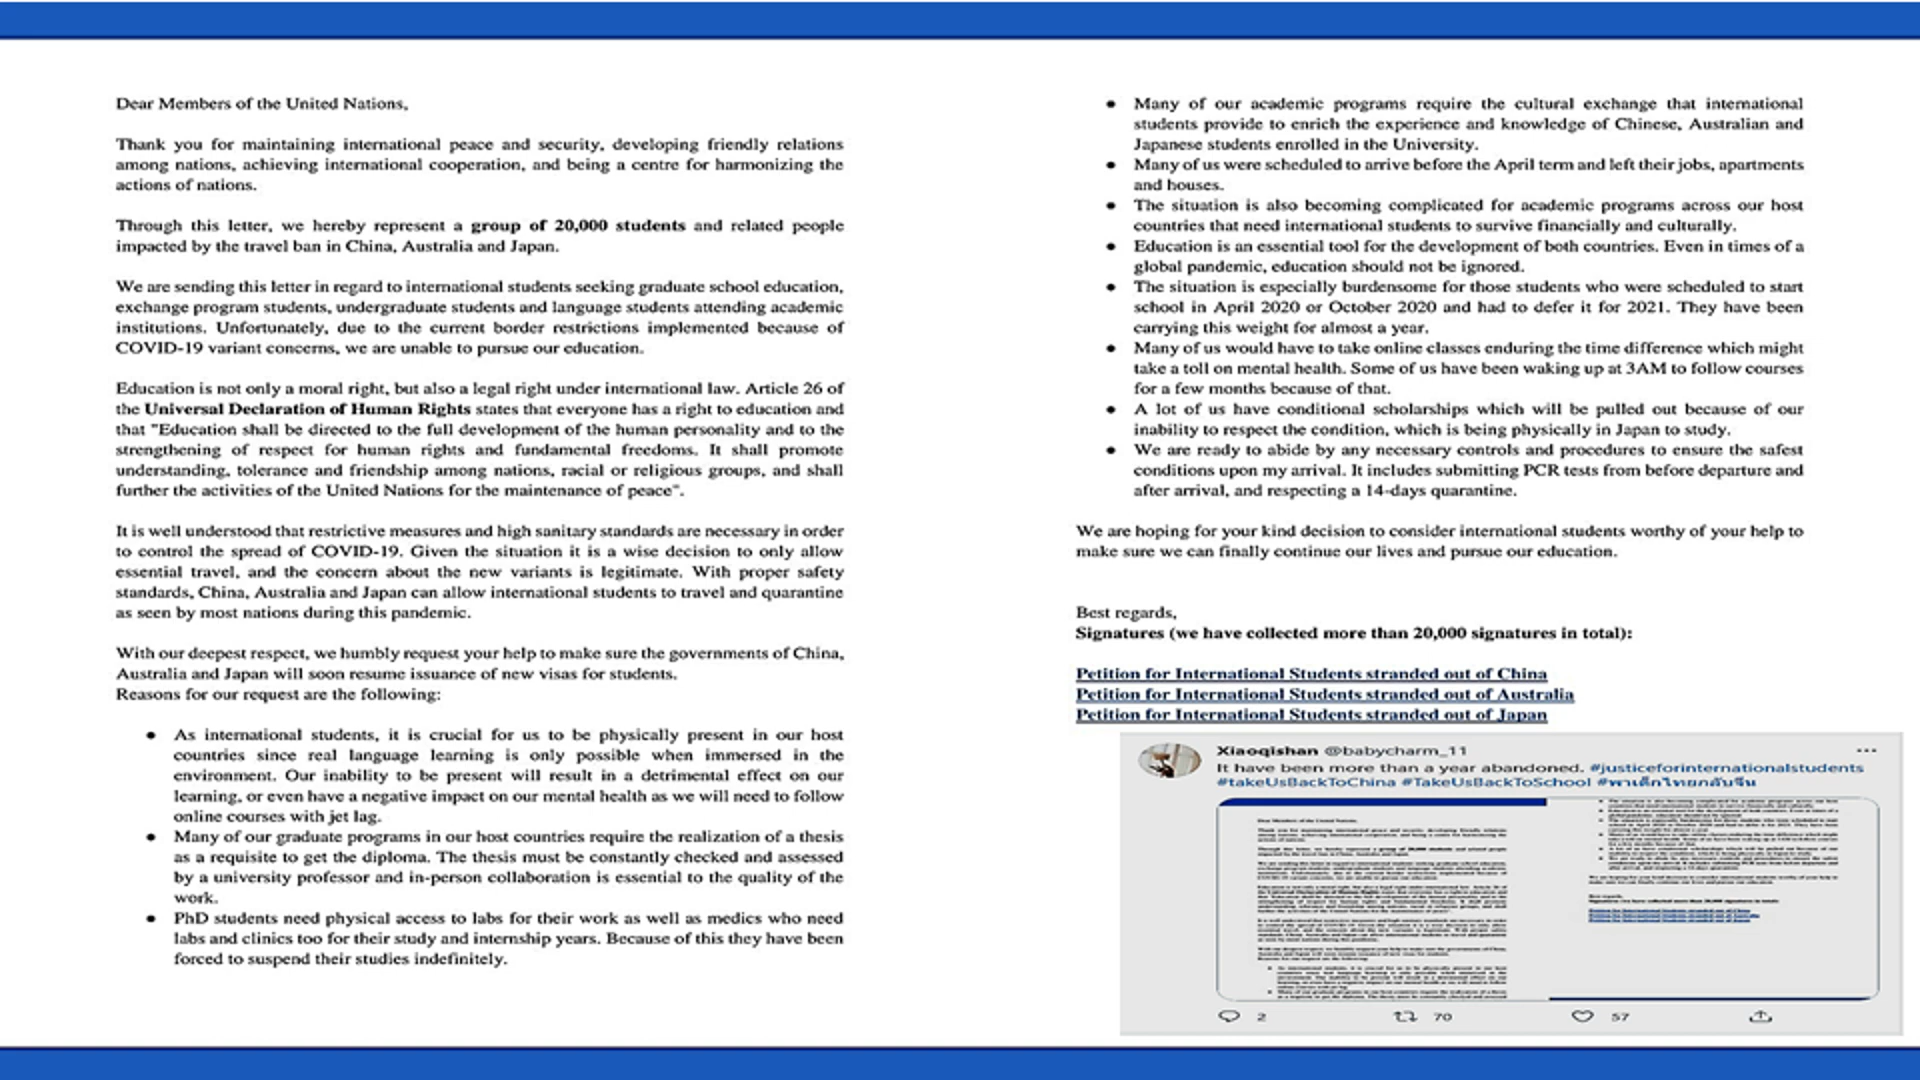 Dear Members of the United Nations,
Thank you for maintaining international peace and security, developing friendly relations
among nations, achieving international cooperation, and being a centre for harmonizing the
actions of nations.
Through this letter, we hereby represent a group of 20,000 students and related people
impacted by the travel ban in China, Australia and Japan.
We are sending this letter in regard to international students seeking graduate school education,
exchange program students, undergraduate students and language students attending academic
institutions. Unfortunately, due to the current border restrictions implemented because of
COVID-19 variant concerns, we are unable to pursue our education.
Education is not only a moral right, but also a legal right under international law. Article 26 of
the Universal Declaration of Human Rights states that everyone has a right to education and
that "Education shall be directed to the full development of the human personality and to the
strengthening of respect for human rights and fundamental freedoms. It shall promote
understanding, tolerance and friendship among nations, racial or religious groups, and shall
further the activities of the United Nations for the maintenance of peace".
It is well understood that restrictive measures and high sanitary standards are necessary in order
to control the spread of COVID-19. Given the situation it is a wise decision to only allow
essential travel, and the concern about the new variants is legitimate. With proper safety
standards, China, Australia and Japan can allow international students to travel and quarantine
as seen by most nations during this pandemic.
With our deepest respect, we humbly request your help to make sure the governments of China,
Australia and Japan will soon resume issuance of new visas for students.
Reasons for our request are the following:
● As international students, it is crucial for us to be physically present in our host
countries since real language learning is only possible when immersed in the
environment. Our inability to be present will result in a detrimental effect on our
learning, or even have a negative impact on our mental health as we will need to follow
online courses with jet lag.
● Many of our graduate programs in our host countries require the realization of a thesis
as a requisite to get the diploma. The thesis must be constantly checked and assessed
by a university professor and in-person collaboration is essential to the quality of the
work.
● PhD students need physical access to labs for their work as well as medics who need
labs and clinics too for their study and internship years. Because of this they have been
forced to suspend their studies indefinitely.
● Many of our academic programs require the cultural exchange that international
students provide to enrich the experience and knowledge of Chinese, Australian and
Japanese students enrolled in the University.
● Many of us were scheduled to arrive before the April term and left their jobs, apartments
and houses.
● The situation is also becoming complicated for academic programs across our host
countries that need international students to survive financially and culturally.
● Education is an essential tool for the development of both countries. Even in times of a
global pandemic, education should not be ignored.
● The situation is especially burdensome for those students who were scheduled to start
school in April 2020 or October 2020 and had to defer it for 2021. They have been
carrying this weight for almost a year.
● Many of us would have to take online classes enduring the time difference which might
take a toll on mental health. Some of us have been waking up at 3AM to follow courses
for a few months because of that.
● A lot of us have conditional scholarships which will be pulled out because of our
inability to respect the condition, which is being physically in Japan to study.
● We are ready to abide by any necessary controls and procedures to ensure the safest
conditions upon my arrival. It includes submitting PCR tests from before departure and
after arrival, and respecting a 14-days quarantine.
We are hoping for your kind decision to consider international students worthy of your help to
make sure we can finally continue our lives and pursue our education.
Best regards,
Signatures (we have collected more than 20,000 signatures in total):
Petition for International Students stranded out of China
Petition for International Students stranded out of Australia
Petition for International Students stranded out of Japan
Xiaoqishan @babycharm_11
It have been more than a year abandoned. #justiceforinternationalstudents
#takeUsBackToChina #TakeUsBackToSchool #พาเด็กไทยกลับจีน
2 70 57